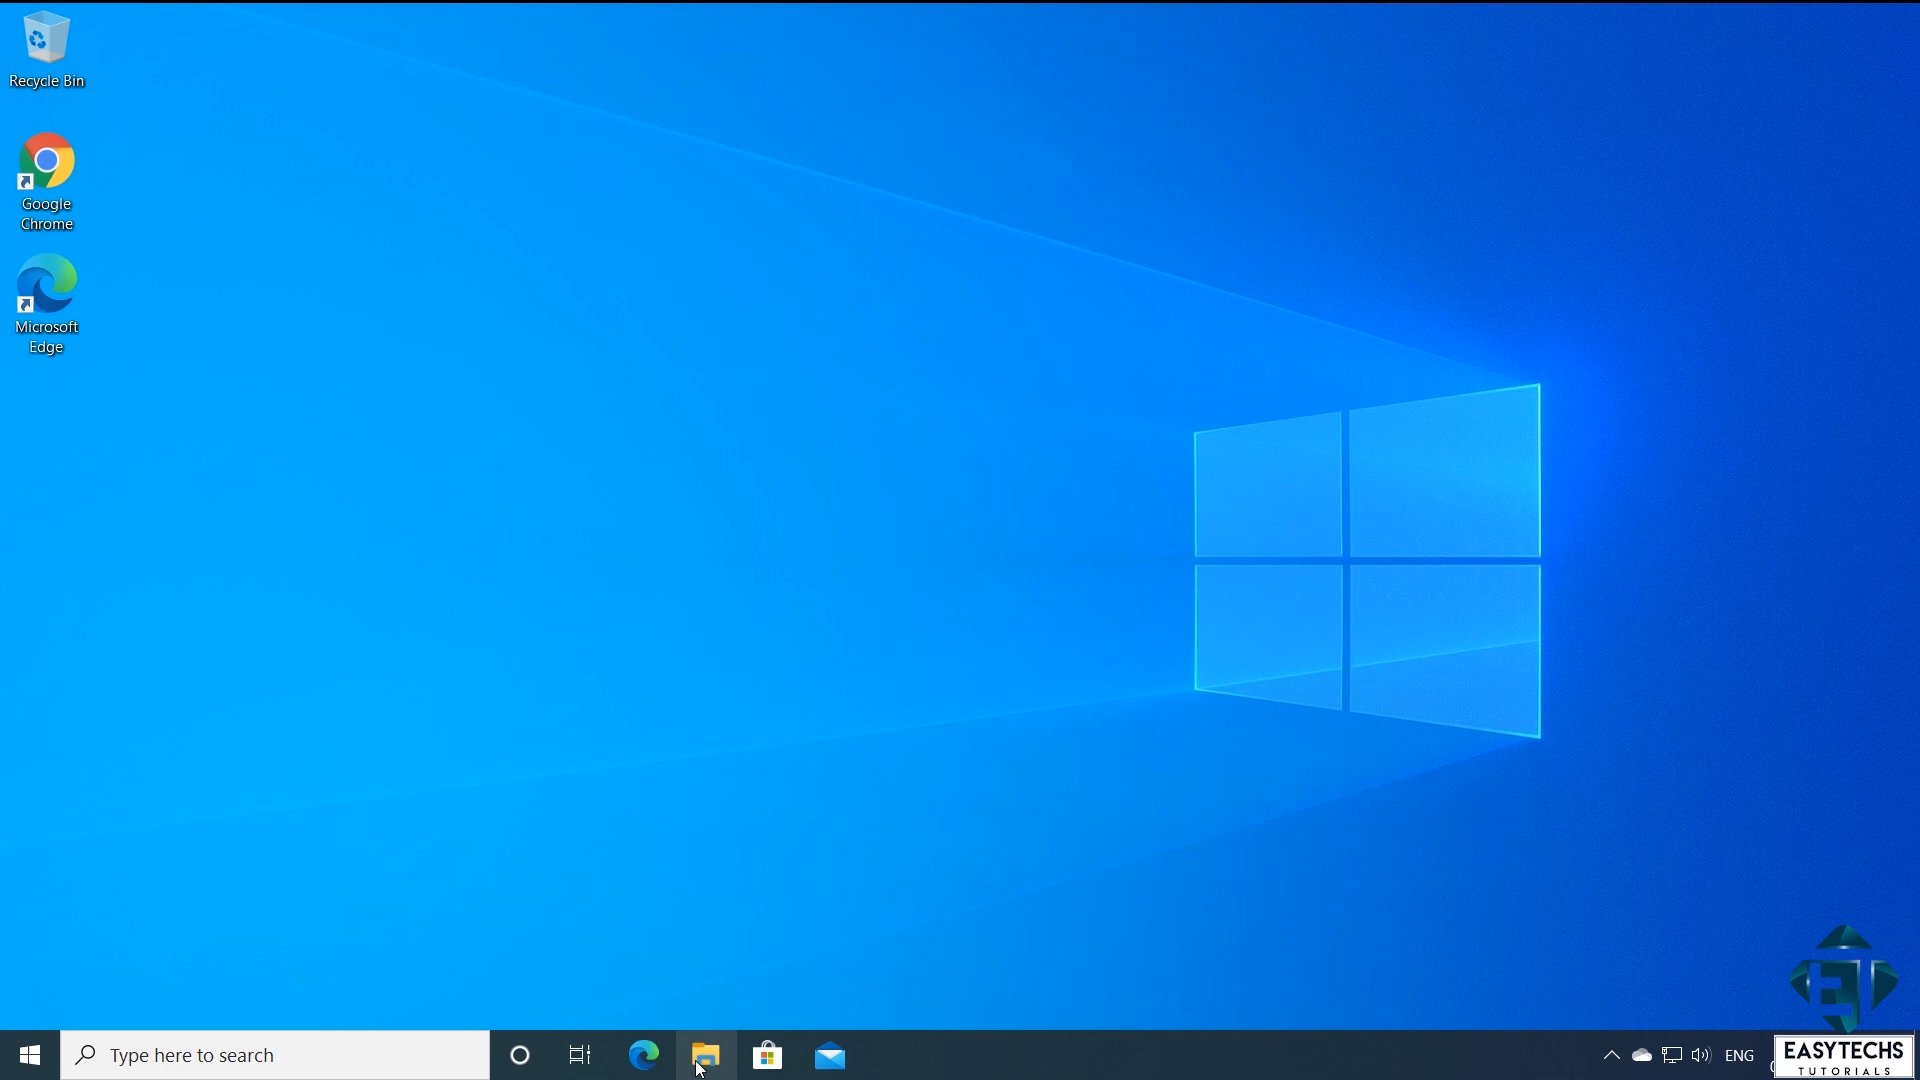 Recycle Bin
Google
Chrome
Microsoft
Edge
Type here to search
ENG
EASYTECHS
TUTORIALS